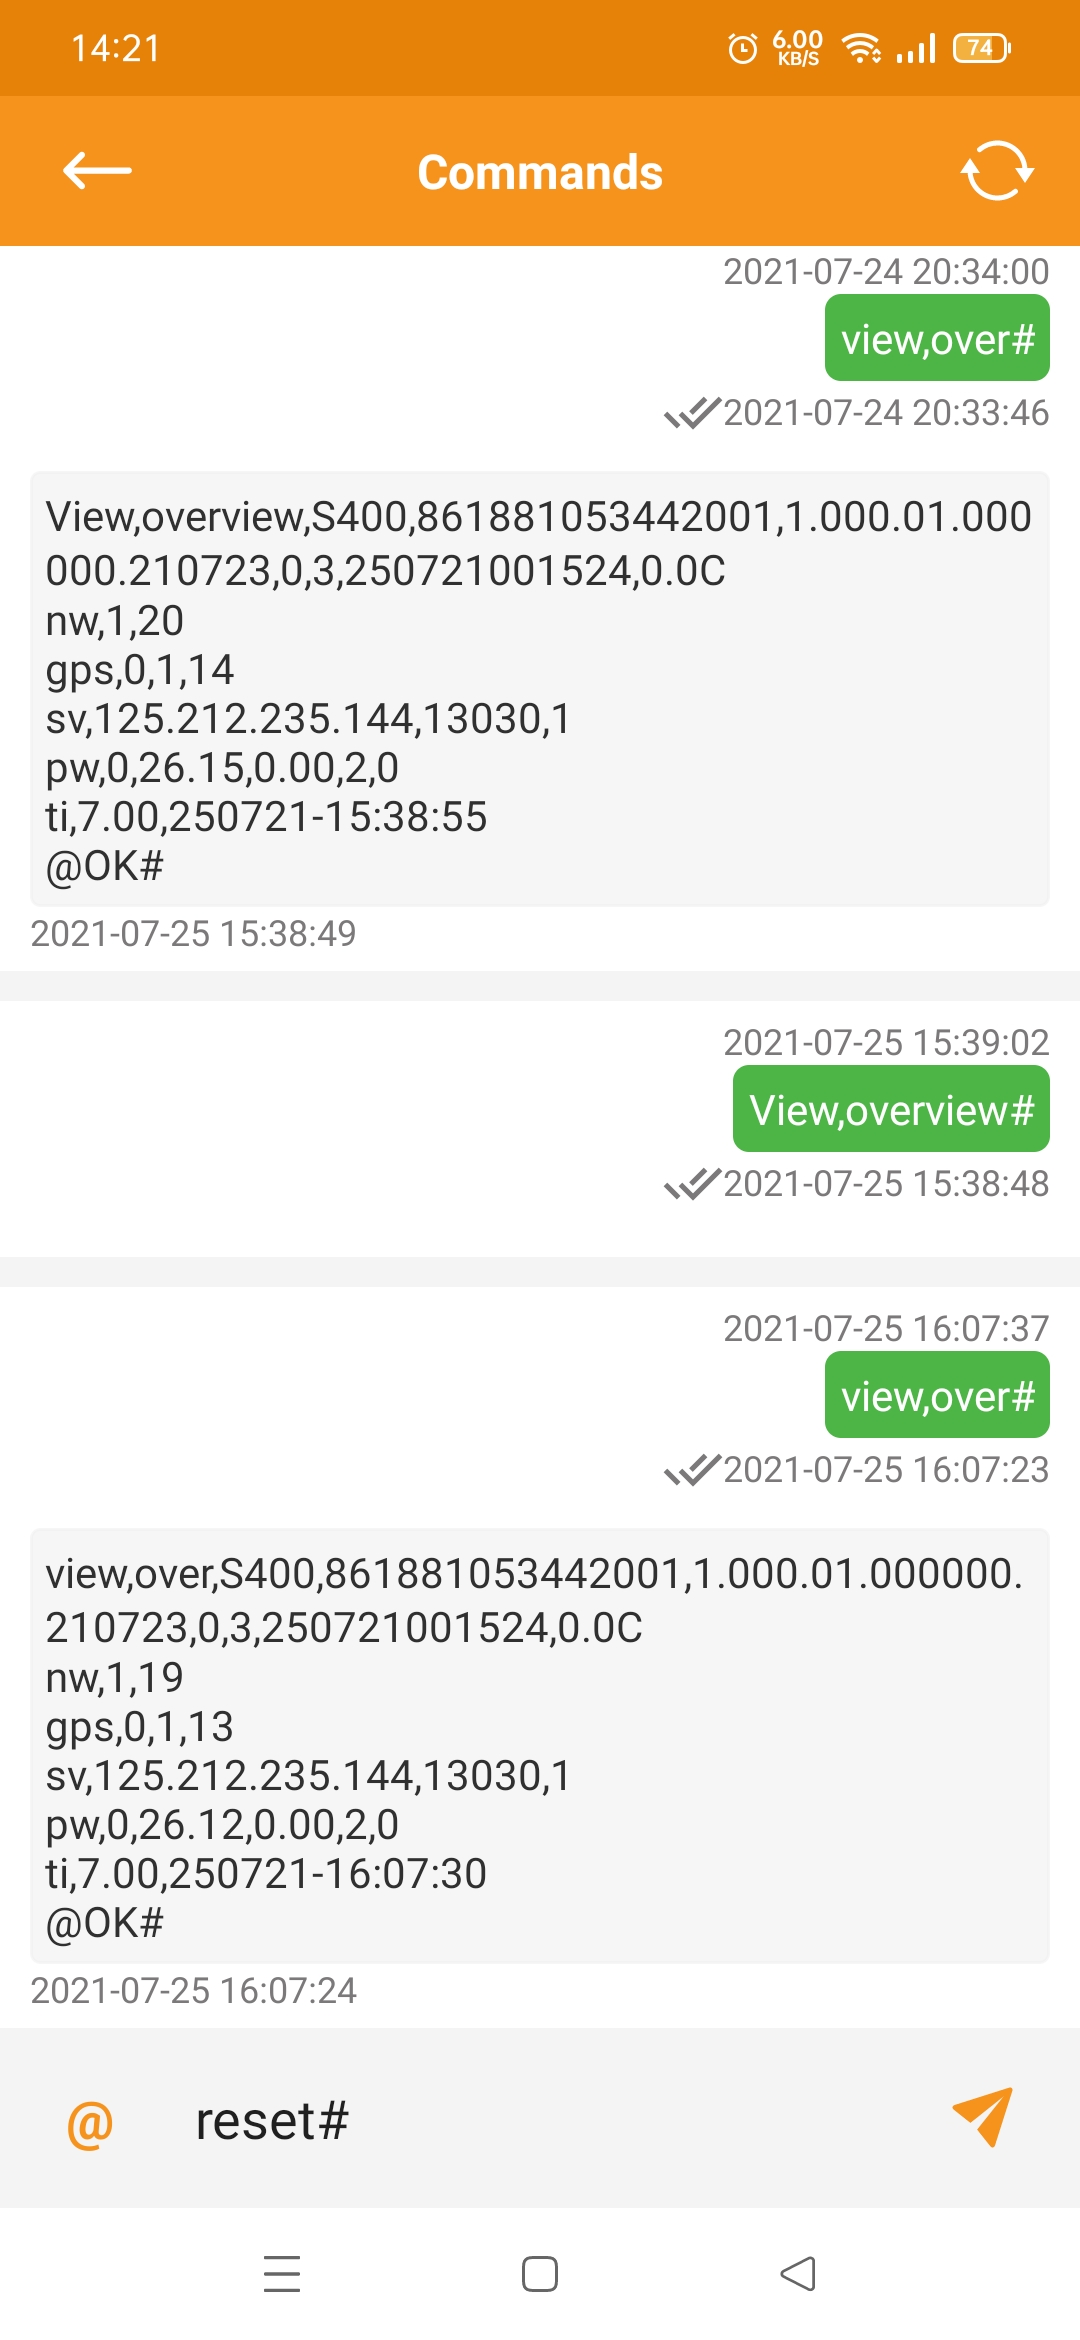 14:21
6.00
KB/S
74
Commands
2021-07-24 20:34:00
view,over#
2021-07-24 20:33:46
View,overview,S400,861881053442001,1.000.01.000
000.210723,0,3,250721001524,0.0C
nw,1,20
gps,0,1,14
sv,125.212.235.144,13030,1
pw,0,26.15,0.00,2,0
ti,7.00,250721-15:38:55
@OK#
2021-07-25 15:38:49
2021-07-25 15:39:02
View,overview#
2021-07-25 15:38:48
2021-07-25 16:07:37
view,over#
2021-07-25 16:07:23
view,over,S400,861881053442001,1.000.01.000000.
210723,0,3,250721001524,0.0C
nw,1,19
gps,0,1,13
sv,125.212.235.144,13030,1
pw,0,26.12,0.00,2,0
ti,7.00,250721-16:07:30
@OK#
2021-07-25 16:07:24
@ reset#